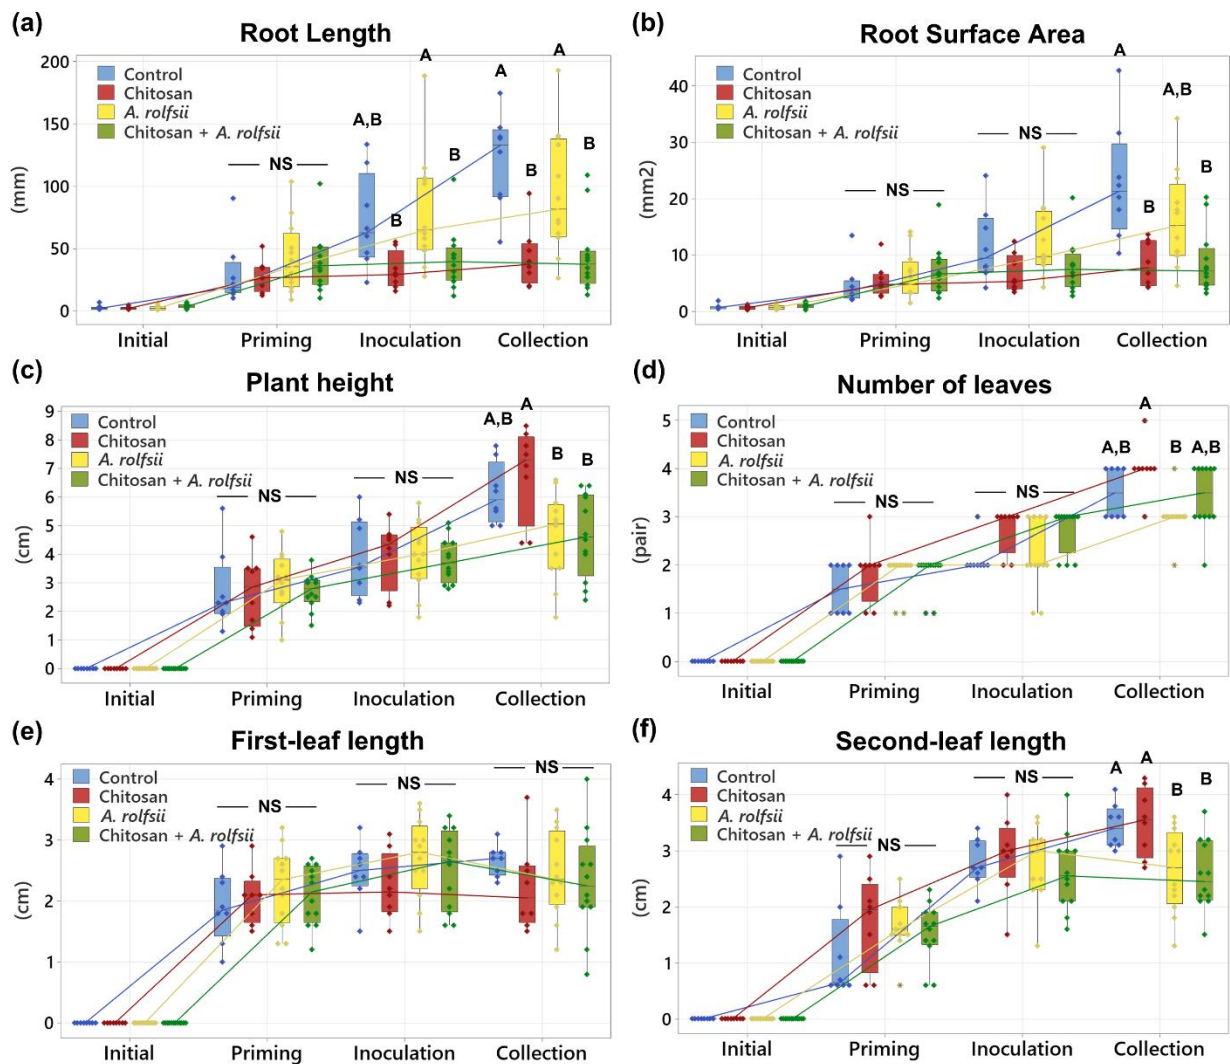 (a)
Root Length
200
150
100
50
0
(mm)
Control
Chitosan
A. rolfsii
Chitosan + A. rolfsii
NS
A,B
B
A
B
A
B
A
B
Initial
Priming
Inoculation
Collection
(b)
Root Surface Area
40
30
20
10
0
(mm2)
Control
Chitosan
A. rolfsii
Chitosan + A. rolfsii
NS
NS
A
B
A,B
B
Initial
Priming
Inoculation
Collection
(c)
Plant height
9
8
7
6
5
4
3
2
1
0
(cm)
Control
Chitosan
A. rolfsii
Chitosan + A. rolfsii
NS
NS
A,B
A
B
B
Initial
Priming
Inoculation
Collection
(d)
Number of leaves
5
4
3
2
1
0
(pair)
Control
Chitosan
A. rolfsii
Chitosan + A. rolfsii
NS
NS
A,B
A
B
A,B
Initial
Priming
Inoculation
Collection
(e)
First-leaf length
4
3
2
1
0
(cm)
Control
Chitosan
A. rolfsii
Chitosan + A. rolfsii
NS
NS
NS
Initial
Priming
Inoculation
Collection
(f)
Second-leaf length
4
3
2
1
0
(cm)
Control
Chitosan
A. rolfsii
Chitosan + A. rolfsii
NS
NS
A
A
B
B
Initial
Priming
Inoculation
Collection